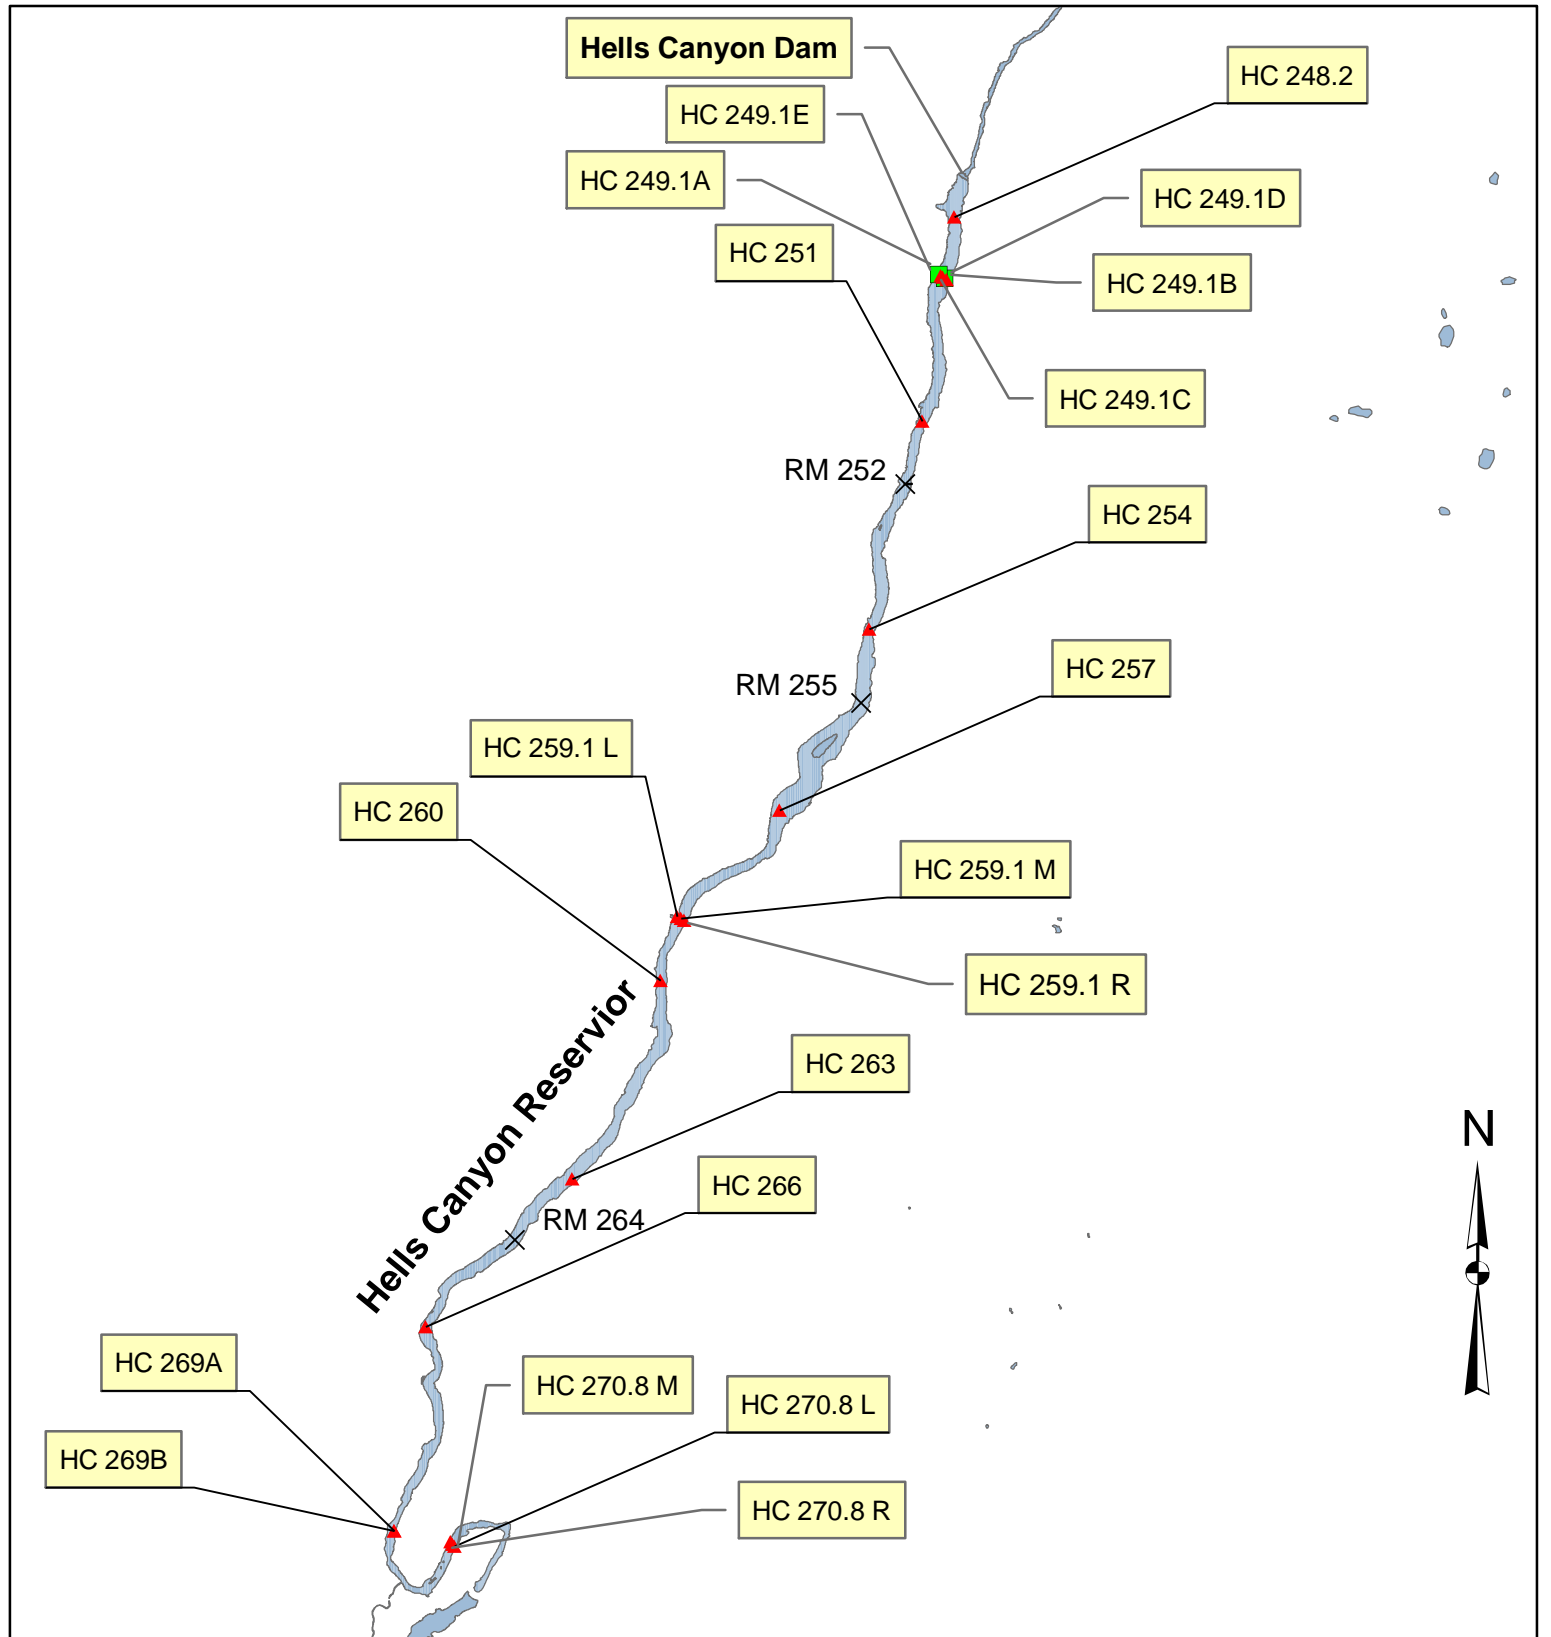 Hells Canyon Dam
HC 248.2
HC 249.1E
HC 249.1A
HC 249.1D
HC 251
HC 249.1B
HC 249.1C
RM 252
HC 254
HC 257
RM 255
HC 259.1 L
HC 260
HC 259.1 M
HC 259.1 R
Hells Canyon Reservior
HC 263
N
HC 266
RM 264
HC 269A
HC 270.8 M
HC 270.8 L
HC 269B
HC 270.8 R